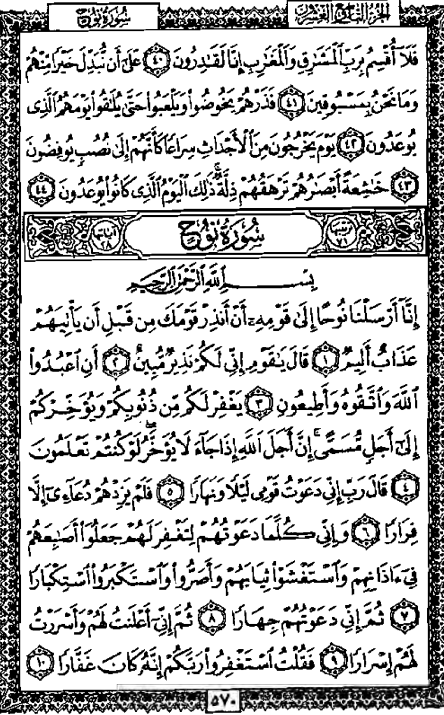 الجزء التاسع والعشرون
سورة نوح
فَلَآ أُقْسِمُ بِرَبِّ ٱلْمَشَٰرِقِ وَٱلْمَغَٰرِبِ إِنَّا لَقَٰدِرُونَ ٤٠ عَلَىٰٓ أَن نُّبَدِّلَ خَيْرًا مِّنْهُمْ
وَمَا نَحْنُ بِمَسْبُوقِينَ ٤١ فَذَرْهُمْ يَخُوضُوا۟ وَيَلْعَبُوا۟ حَتَّىٰ يُلَٰقُوا۟ يَوْمَهُمُ ٱلَّذِى
يُوعَدُونَ ٤٢ يَوْمَ يَخْرُجُونَ مِنَ ٱلْأَجْدَاثِ سِرَاعًا كَأَنَّهُمْ إِلَىٰ نُصُبٍ يُوفِضُونَ
٤٣ خَٰشِعَةً أَبْصَٰرُهُمْ تَرْهَقُهُمْ ذِلَّةٌ ۚ ذَٰلِكَ ٱلْيَوْمُ ٱلَّذِى كَانُوا۟ يُوعَدُونَ ٤٤
ترتيبها ٧١ سُورَةُ نُوحٍ آياتها ٢٨
بِسْمِ ٱللَّهِ ٱلرَّحْمَٰنِ ٱلرَّحِيمِ
إِنَّآ أَرْسَلْنَا نُوحًا إِلَىٰ قَوْمِهِۦٓ أَنْ أَنذِرْ قَوْمَكَ مِن قَبْلِ أَن يَأْتِيَهُمْ
عَذَابٌ أَلِيمٌ ١ قَالَ يَٰقَوْمِ إِنِّى لَكُمْ نَذِيرٌ مُّبِينٌ ٢ أَنِ ٱعْبُدُوا۟
ٱللَّهَ وَٱتَّقُوهُ وَأَطِيعُونِ ٣ يَغْفِرْ لَكُم مِّن ذُنُوبِكُمْ وَيُؤَخِّرْكُمْ
إِلَىٰٓ أَجَلٍ مُّسَمًّى ۚ إِنَّ أَجَلَ ٱللَّهِ إِذَا جَآءَ لَا يُؤَخَّرُ ۖ لَوْ كُنتُمْ تَعْلَمُونَ
٤ قَالَ رَبِّ إِنِّى دَعَوْتُ قَوْمِى لَيْلًا وَنَهَارًا ٥ فَلَمْ يَزِدْهُمْ دُعَآءِىٓ إِلَّا
فِرَارًا ٦ وَإِنِّى كُلَّمَا دَعَوْتُهُمْ لِتَغْفِرَ لَهُمْ جَعَلُوٓا۟ أَصَٰبِعَهُمْ
فِىٓ ءَاذَانِهِمْ وَٱسْتَغْشَوْا۟ ثِيَابَهُمْ وَأَصَرُّوا۟ وَٱسْتَكْبَرُوا۟ ٱسْتِكْبَارًا
٧ ثُمَّ إِنِّى دَعَوْتُهُمْ جِهَارًا ٨ ثُمَّ إِنِّىٓ أَعْلَنتُ لَهُمْ وَأَسْرَرْتُ
لَهُمْ إِسْرَارًا ٩ فَقُلْتُ ٱسْتَغْفِرُوا۟ رَبَّكُمْ إِنَّهُۥ كَانَ غَفَّارًا ١٠
٥٧٠